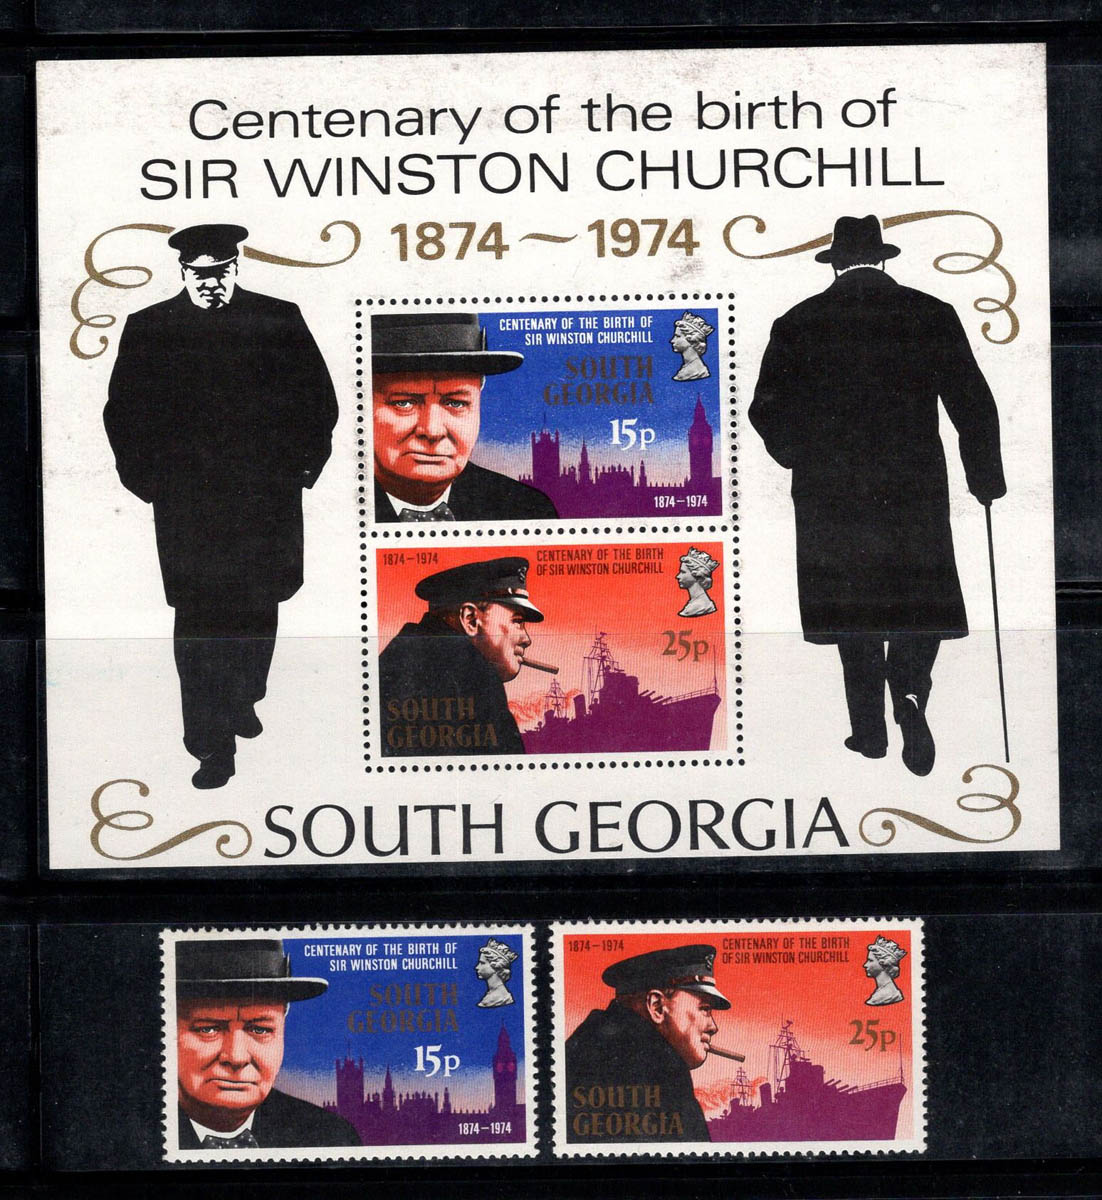 Centenary of the birth of
SIR WINSTON CHURCHILL
1874~1974
CENTENARY OF THE BIRTH OF
SIR WINSTON CHURCHILL
SOUTH
GEORGIA
15p
1874-1974
1874-1974
CENTENARY OF THE BIRTH
OF SIR WINSTON CHURCHILL
25p
SOUTH
GEORGIA
SOUTH GEORGIA
CENTENARY OF THE BIRTH OF
SIR WINSTON CHURCHILL
SOUTH
GEORGIA
15p
1874-1974
1874-1974
CENTENARY OF THE BIRTH
OF SIR WINSTON CHURCHILL
25p
SOUTH
GEORGIA